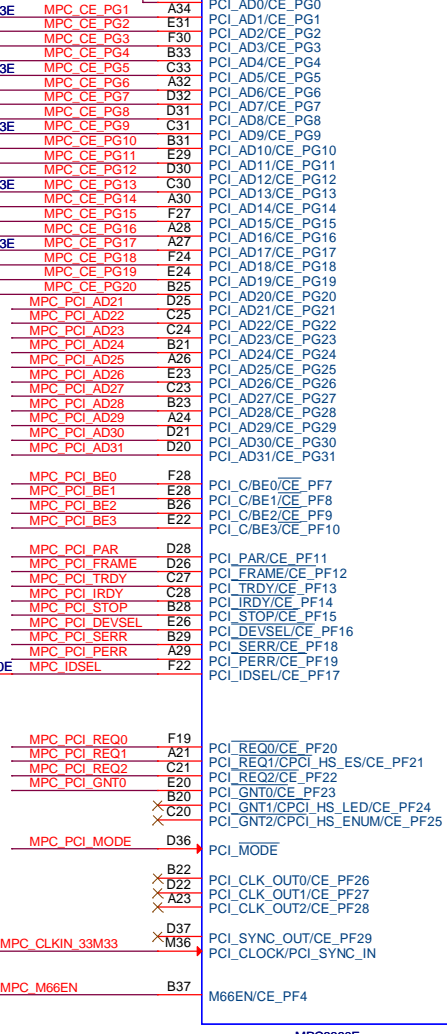 3E MPC_CE_PG1 A34 PCI_AD0/CE_PG0
MPC_CE_PG2 E31 PCI_AD1/CE_PG1
3E MPC_CE_PG3 F30 PCI_AD2/CE_PG2
MPC_CE_PG4 B33 PCI_AD3/CE_PG3
3E MPC_CE_PG5 C33 PCI_AD4/CE_PG4
MPC_CE_PG6 A32 PCI_AD5/CE_PG5
MPC_CE_PG7 D32 PCI_AD6/CE_PG6
MPC_CE_PG8 D31 PCI_AD7/CE_PG7
3E MPC_CE_PG9 C31 PCI_AD8/CE_PG8
MPC_CE_PG10 B31 PCI_AD9/CE_PG9
MPC_CE_PG11 E29 PCI_AD10/CE_PG10
MPC_CE_PG12 D30 PCI_AD11/CE_PG11
3E MPC_CE_PG13 C30 PCI_AD12/CE_PG12
MPC_CE_PG14 A30 PCI_AD13/CE_PG13
MPC_CE_PG15 F27 PCI_AD14/CE_PG14
MPC_CE_PG16 A28 PCI_AD15/CE_PG15
3E MPC_CE_PG17 A27 PCI_AD16/CE_PG16
MPC_CE_PG18 F24 PCI_AD17/CE_PG17
MPC_CE_PG19 E24 PCI_AD18/CE_PG18
MPC_CE_PG20 B25 PCI_AD19/CE_PG19
MPC_PCI_AD21 D25 PCI_AD20/CE_PG20
MPC_PCI_AD22 C25 PCI_AD21/CE_PG21
MPC_PCI_AD23 C24 PCI_AD22/CE_PG22
MPC_PCI_AD24 B21 PCI_AD23/CE_PG23
MPC_PCI_AD25 A26 PCI_AD24/CE_PG24
MPC_PCI_AD26 E23 PCI_AD25/CE_PG25
MPC_PCI_AD27 C23 PCI_AD26/CE_PG26
MPC_PCI_AD28 B23 PCI_AD27/CE_PG27
MPC_PCI_AD29 A24 PCI_AD28/CE_PG28
MPC_PCI_AD30 D21 PCI_AD29/CE_PG29
MPC_PCI_AD31 D20 PCI_AD30/CE_PG30
PCI_AD31/CE_PG31
MPC_PCI_BE0 F28 PCI_C/BE0/CE_PF7
MPC_PCI_BE1 E28 PCI_C/BE1/CE_PF8
MPC_PCI_BE2 B26 PCI_C/BE2/CE_PF9
MPC_PCI_BE3 E22 PCI_C/BE3/CE_PF10
MPC_PCI_PAR D28 PCI_PAR/CE_PF11
MPC_PCI_FRAME D26 PCI_FRAME/CE_PF12
MPC_PCI_TRDY C27 PCI_TRDY/CE_PF13
MPC_PCI_IRDY C28 PCI_IRDY/CE_PF14
MPC_PCI_STOP B28 PCI_STOP/CE_PF15
MPC_PCI_DEVSEL E26 PCI_DEVSEL/CE_PF16
MPC_PCI_SERR B29 PCI_SERR/CE_PF18
MPC_PCI_PERR A29 PCI_PERR/CE_PF19
0E MPC_IDSEL F22 PCI_IDSEL/CE_PF17
MPC_PCI_REQ0 F19 PCI_REQ0/CE_PF20
MPC_PCI_REQ1 A21 PCI_REQ1/CPCI_HS_ES/CE_PF21
MPC_PCI_REQ2 C21 PCI_REQ2/CE_PF22
MPC_PCI_GNT0 E20 PCI_GNT0/CE_PF23
B20 PCI_GNT1/CPCI_HS_LED/CE_PF24
C20 PCI_GNT2/CPCI_HS_ENUM/CE_PF25
MPC_PCI_MODE D36 PCI_MODE
B22 PCI_CLK_OUT0/CE_PF26
D22 PCI_CLK_OUT1/CE_PF27
A23 PCI_CLK_OUT2/CE_PF28
D37 PCI_SYNC_OUT/CE_PF29
MPC_CLKIN_33M33 M36 PCI_CLOCK/PCI_SYNC_IN
MPC_M66EN B37 M66EN/CE_PF4